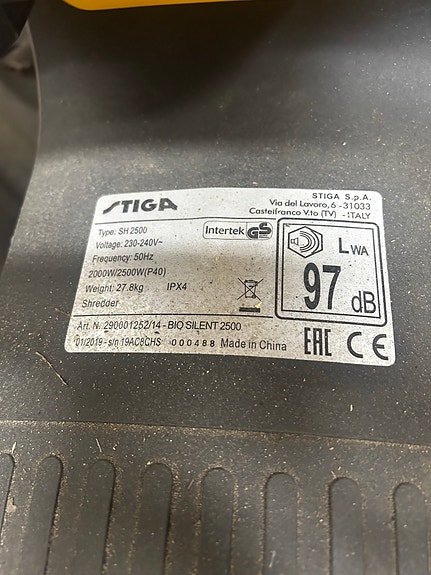 STIGA
STIGA S.p.A.
Via del Lavoro, 6 -31033
Castelfranco V.to (TV) - ITALY
Type: SH 2500
Voltage: 230-240V~
Frequency: 50Hz
2000W/2500W(P40)
Weight: 27.8kg IPX4
Shredder
Intertek GS
LWA
97 dB
Art. N. 290001252/14 - BIO SILENT 2500
01/2019 - s/n 19AC8CHS 000488 Made in China
EAC CE